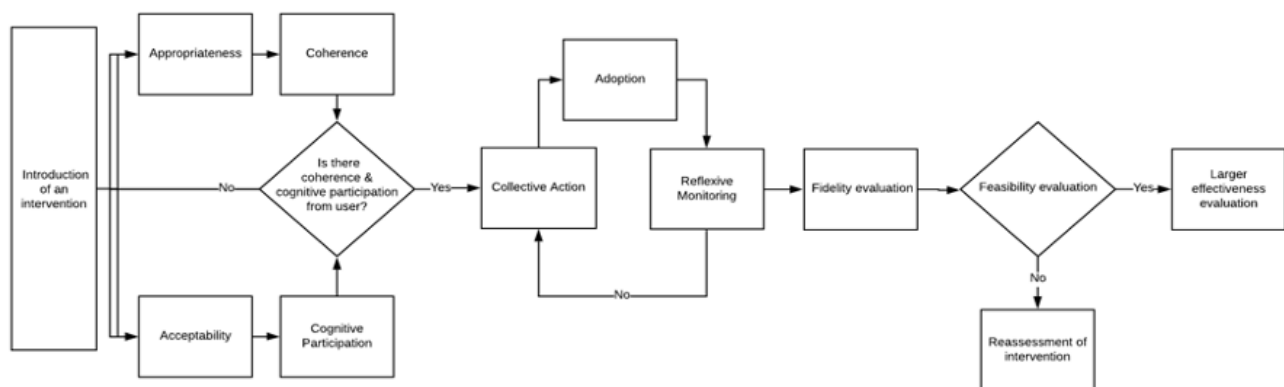 Introduction
of an
intervention
Appropriateness
Coherence
Is there
coherence &
cognitive participation
from user?
No
Yes
Acceptability
Cognitive
Participation
Collective Action
Adoption
Reflexive
Monitoring
No
Fidelity evaluation
Feasibility evaluation
Yes
Larger
effectiveness
evaluation
No
Reassessment of
intervention